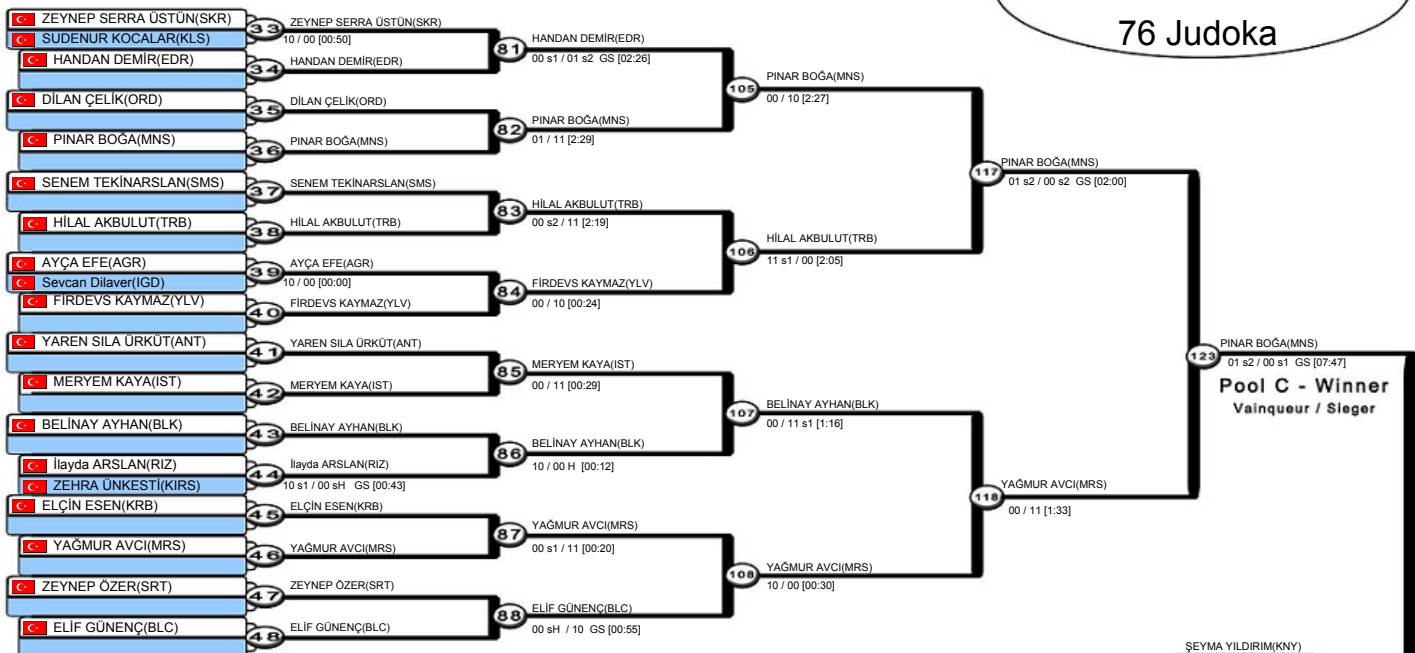 76 Judoka
ZEYNEP SERRA ÜSTÜN(SKR)
SUDENUR KOCALAR(KLS)
33
ZEYNEP SERRA ÜSTÜN(SKR)
10 / 00 [00:50]
HANDAN DEMİR(EDR)
34
HANDAN DEMİR(EDR)
81
HANDAN DEMİR(EDR)
00 s1 / 01 s2 GS [02:26]
DİLAN ÇELİK(ORD)
35
DİLAN ÇELİK(ORD)
PINAR BOĞA(MNS)
36
PINAR BOĞA(MNS)
82
PINAR BOĞA(MNS)
01 / 11 [2:29]
105
PINAR BOĞA(MNS)
00 / 10 [2:27]
SENEM TEKİNARSLAN(SMS)
37
SENEM TEKİNARSLAN(SMS)
HİLAL AKBULUT(TRB)
38
HİLAL AKBULUT(TRB)
83
HİLAL AKBULUT(TRB)
00 s2 / 11 [2:19]
AYÇA EFE(AGR)
Sevcan Dilaver(IGD)
39
AYÇA EFE(AGR)
10 / 00 [00:00]
FİRDEVS KAYMAZ(YLV)
40
FİRDEVS KAYMAZ(YLV)
84
FİRDEVS KAYMAZ(YLV)
00 / 10 [00:24]
106
HİLAL AKBULUT(TRB)
11 s1 / 00 [2:05]
117
PINAR BOĞA(MNS)
01 s2 / 00 s2 GS [02:00]
YAREN SILA ÜRKÜT(ANT)
41
YAREN SILA ÜRKÜT(ANT)
MERYEM KAYA(IST)
42
MERYEM KAYA(IST)
85
MERYEM KAYA(IST)
00 / 11 [00:29]
BELİNAY AYHAN(BLK)
43
BELİNAY AYHAN(BLK)
İlayda ARSLAN(RIZ)
ZEHRA ÜNKESTİ(KIRS)
44
İlayda ARSLAN(RIZ)
10 s1 / 00 sH GS [00:43]
86
BELİNAY AYHAN(BLK)
10 / 00 H [00:12]
107
BELİNAY AYHAN(BLK)
00 / 11 s1 [1:16]
ELÇİN ESEN(KRB)
45
ELÇİN ESEN(KRB)
YAĞMUR AVCI(MRS)
46
YAĞMUR AVCI(MRS)
87
YAĞMUR AVCI(MRS)
00 s1 / 11 [00:20]
ZEYNEP ÖZER(SRT)
47
ZEYNEP ÖZER(SRT)
ELİF GÜNENÇ(BLC)
48
ELİF GÜNENÇ(BLC)
88
ELİF GÜNENÇ(BLC)
00 sH / 10 GS [00:55]
108
YAĞMUR AVCI(MRS)
10 / 00 [00:30]
118
YAĞMUR AVCI(MRS)
00 / 11 [1:33]
123
PINAR BOĞA(MNS)
01 s2 / 00 s1 GS [07:47]
Pool C - Winner
Vainqueur / Sieger
ŞEYMA YILDIRIM(KNY)